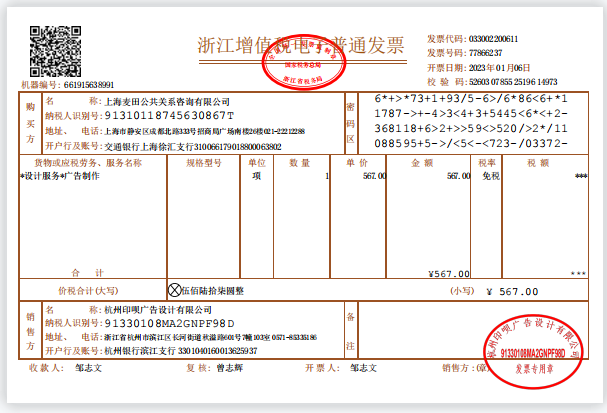 浙江增值税电子普通发票
全国统一发票监制章
国家税务总局
浙江省税务局
发票代码: 033002200611
发票号码: 77866237
开票日期: 2023年01月06日
校 验 码: 52603 07855 25196 14973
机器编号: 661915638991
购买方
名 称: 上海麦田公共关系咨询有限公司
纳税人识别号: 91310118745630867T
地址、 电话: 上海市静安区成都北路333号招商局广场南楼26楼021-22212288
开户行及账号: 交通银行上海徐汇支行310066179018800063802
密码区
6*+>*73+1+93/5-6>/6*86<6+*1
1787->+-4>3<4+3+5445<6*<+2-
368118+6>2+>>59<>520/>2*/11
088595+5->/<5<-<723-/03372-
货物或应税劳务、服务名称 规格型号 单位 数 量 单 价 金 额 税率 税 额
*设计服务*广告制作 项 1 567.00 567.00 免税 ***
合 计 ¥567.00 ***
价税合计(大写) 伍佰陆拾柒圆整 (小写) ¥ 567.00
销售方
名 称: 杭州印呗广告设计有限公司
纳税人识别号: 91330108MA2GNPF98D
地址、 电话: 浙江省杭州市滨江区长河街道秋溢路601号7幢103室 0571-85335186
开户行及账号: 杭州银行滨江支行 3301040160013625937
备注
收 款 人: 邹志文 复 核: 曾志辉 开 票 人: 邹志文 销售方:(章)
杭州印呗广告设计有限公司
91330108MA2GNPF98D
发票专用章